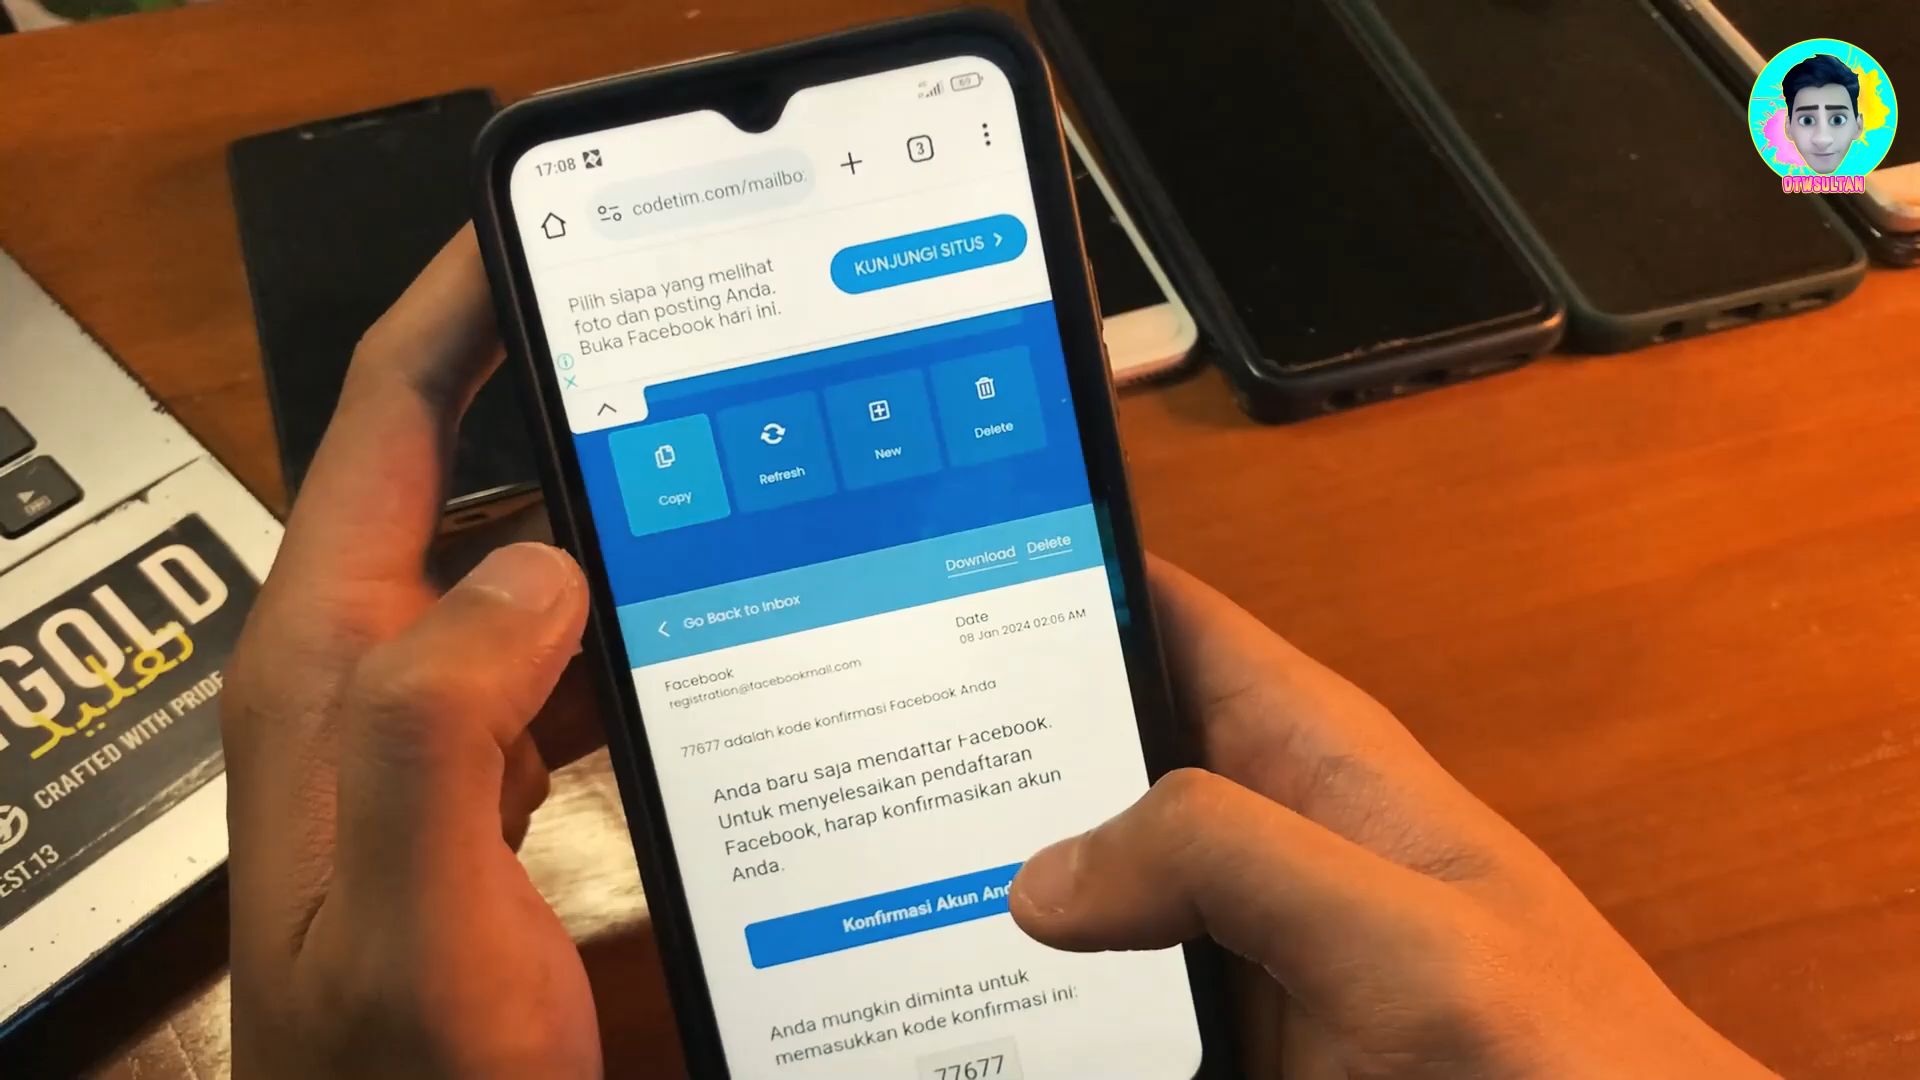 17:08
69
codetim.com/mailbo
3
Pilih siapa yang melihat
foto dan posting Anda.
Buka Facebook hari ini.
KUNJUNGI SITUS
Copy
Refresh
New
Delete
Download Delete
Go Back to Inbox
Date
08 Jan 2024 02:05 AM
Facebook
registration@facebookmail.com
77677 adalah kode konfirmasi Facebook Anda
Anda baru saja mendaftar Facebook.
Untuk menyelesaikan pendaftaran
Facebook, harap konfirmasikan akun
Anda.
Konfirmasi Akun And
Anda mungkin diminta untuk
memasukkan kode konfirmasi ini:
77677
GOLD
CRAFTED WITH PRIDE
EST.13
OTWSULTAN